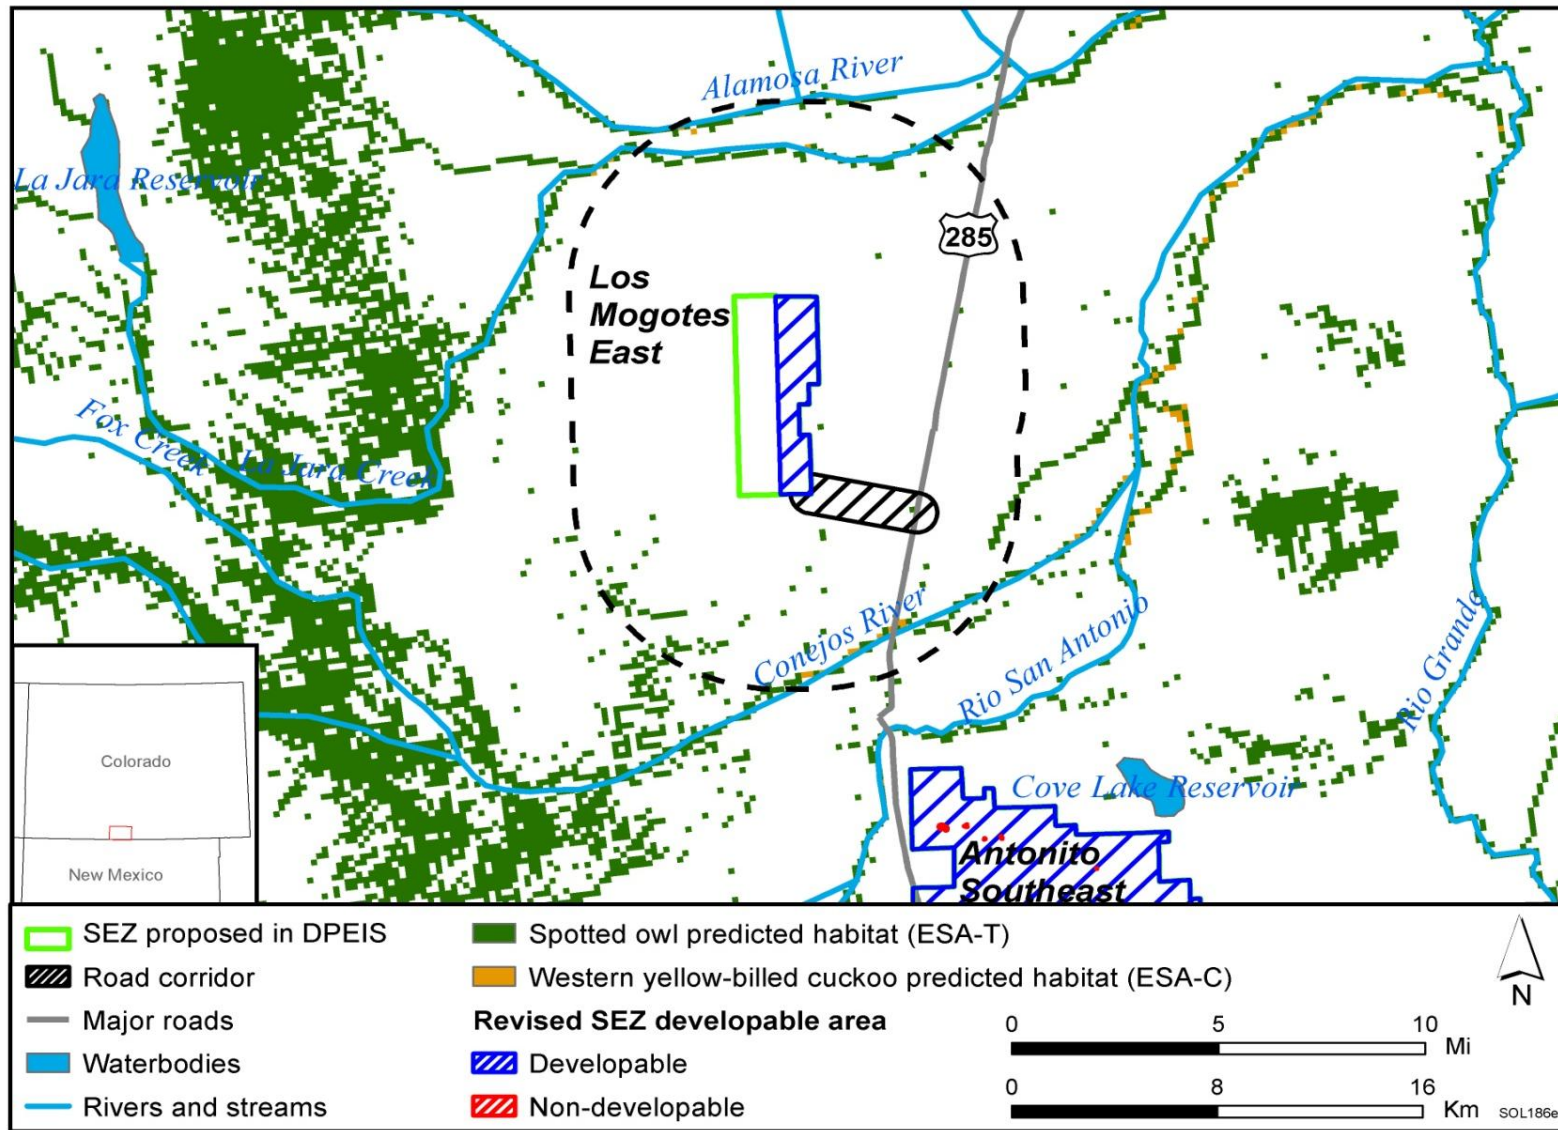 Alamosa River
La Jara Reservoir
285
Los
Mogotes
East
Fox Creek
La Jara Creek
Conejos River
Rio San Antonio
Rio Grande
Cove Lake Reservoir
Antonito
Southeast
Colorado
New Mexico
SEZ proposed in DPEIS
Road corridor
Major roads
Waterbodies
Rivers and streams
Spotted owl predicted habitat (ESA-T)
Western yellow-billed cuckoo predicted habitat (ESA-C)
Revised SEZ developable area
Developable
Non-developable
N
0 5 10
Mi
0 8 16
Km
SOL186e